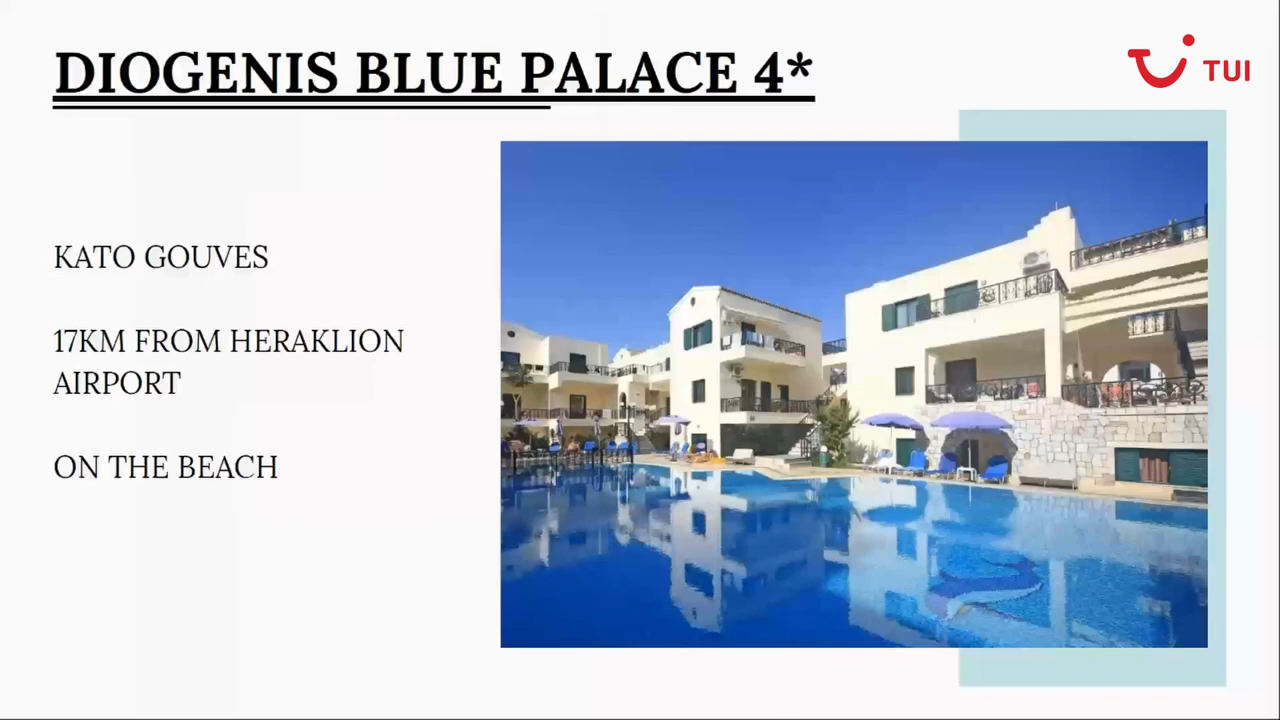 DIOGENIS BLUE PALACE 4*
TUI
KATO GOUVES
17KM FROM HERAKLION
AIRPORT
ON THE BEACH